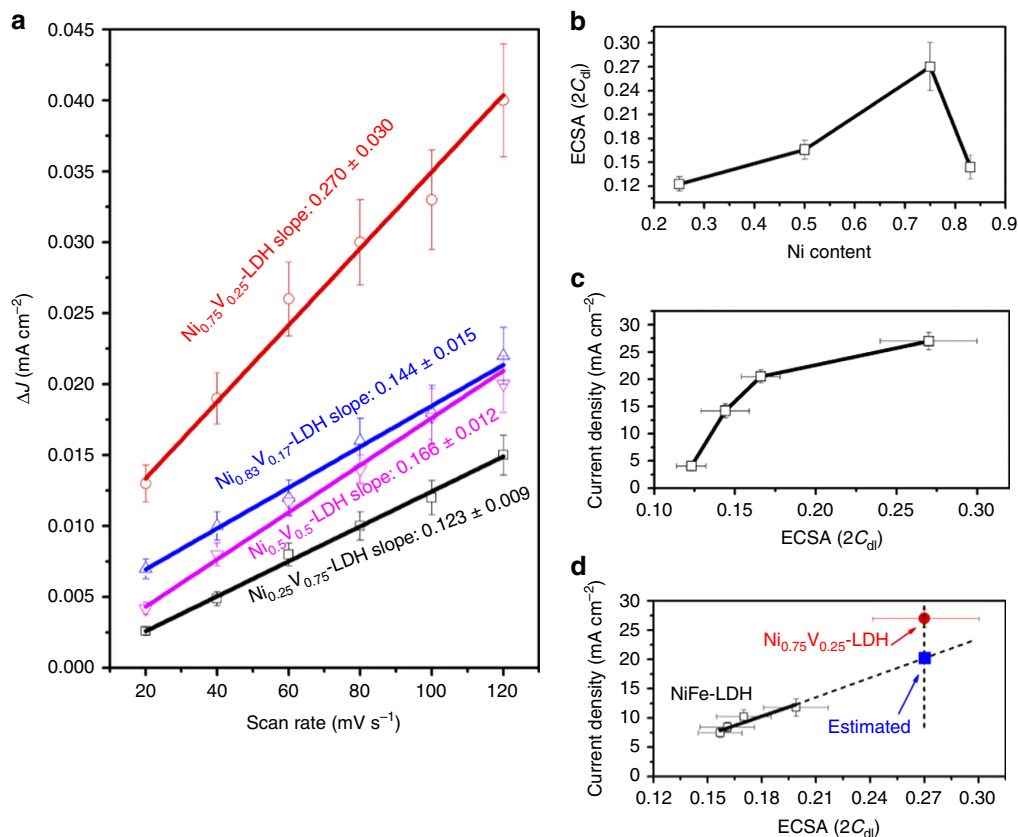 a
0.045
0.040
0.035
0.030
0.025
0.020
0.015
0.010
0.005
0.000
ΔJ (mA cm⁻²)
Ni₀.₇₅V₀.₂₅-LDH slope: 0.270 ± 0.030
Ni₀.₈₃V₀.₁₇-LDH slope: 0.144 ± 0.015
Ni₀.₅V₀.₅-LDH slope: 0.166 ± 0.012
Ni₀.₂₅V₀.₇₅-LDH slope: 0.123 ± 0.009
20 40 60 80 100 120
Scan rate (mV s⁻¹)
b
0.30
0.27
0.24
0.21
0.18
0.15
0.12
ECSA (2C_dl)
0.2 0.3 0.4 0.5 0.6 0.7 0.8 0.9
Ni content
c
30
25
20
15
10
5
0
Current density (mA cm⁻²)
0.10 0.15 0.20 0.25 0.30
ECSA (2C_dl)
d
30
25
20
15
10
5
0
Current density (mA cm⁻²)
Ni₀.₇₅V₀.₂₅-LDH
NiFe-LDH
Estimated
0.12 0.15 0.18 0.21 0.24 0.27 0.30
ECSA (2C_dl)